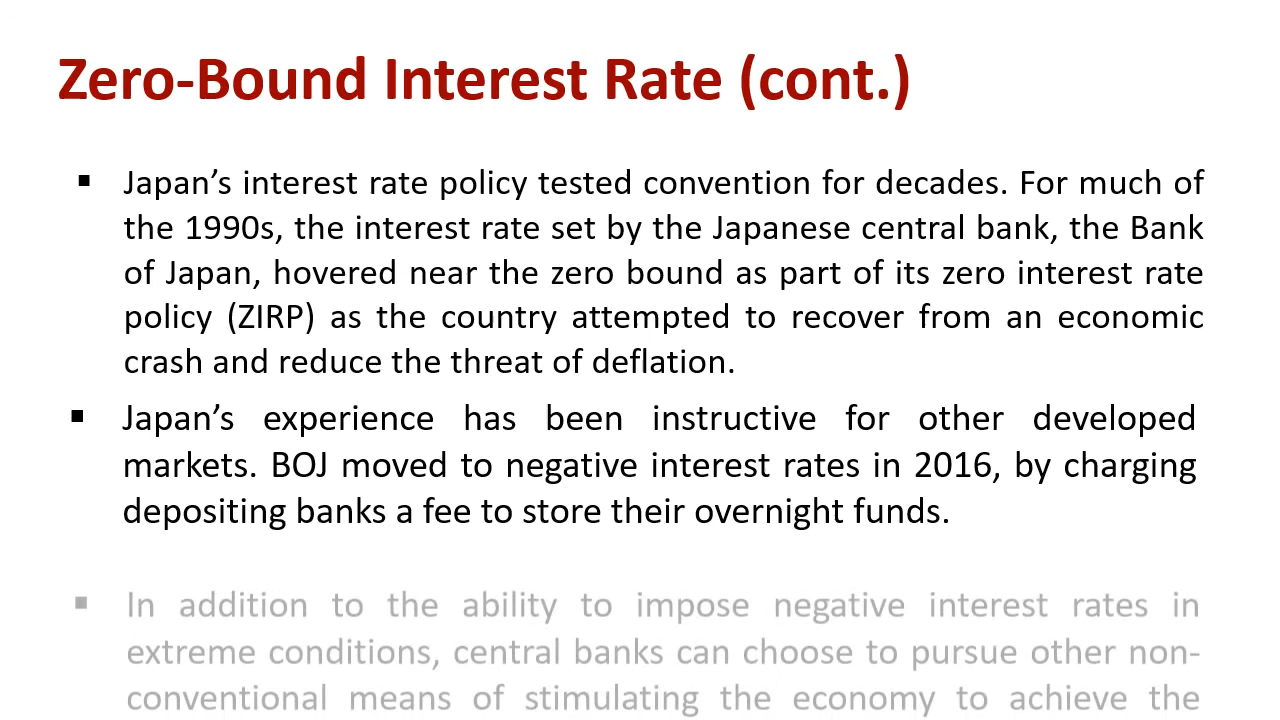 Zero-Bound Interest Rate (cont.)
▪ Japan’s interest rate policy tested convention for decades. For much of
the 1990s, the interest rate set by the Japanese central bank, the Bank
of Japan, hovered near the zero bound as part of its zero interest rate
policy (ZIRP) as the country attempted to recover from an economic
crash and reduce the threat of deflation.
▪ Japan’s experience has been instructive for other developed
markets. BOJ moved to negative interest rates in 2016, by charging
depositing banks a fee to store their overnight funds.
▪ In addition to the ability to impose negative interest rates in
extreme conditions, central banks can choose to pursue other non-
conventional means of stimulating the economy to achieve the